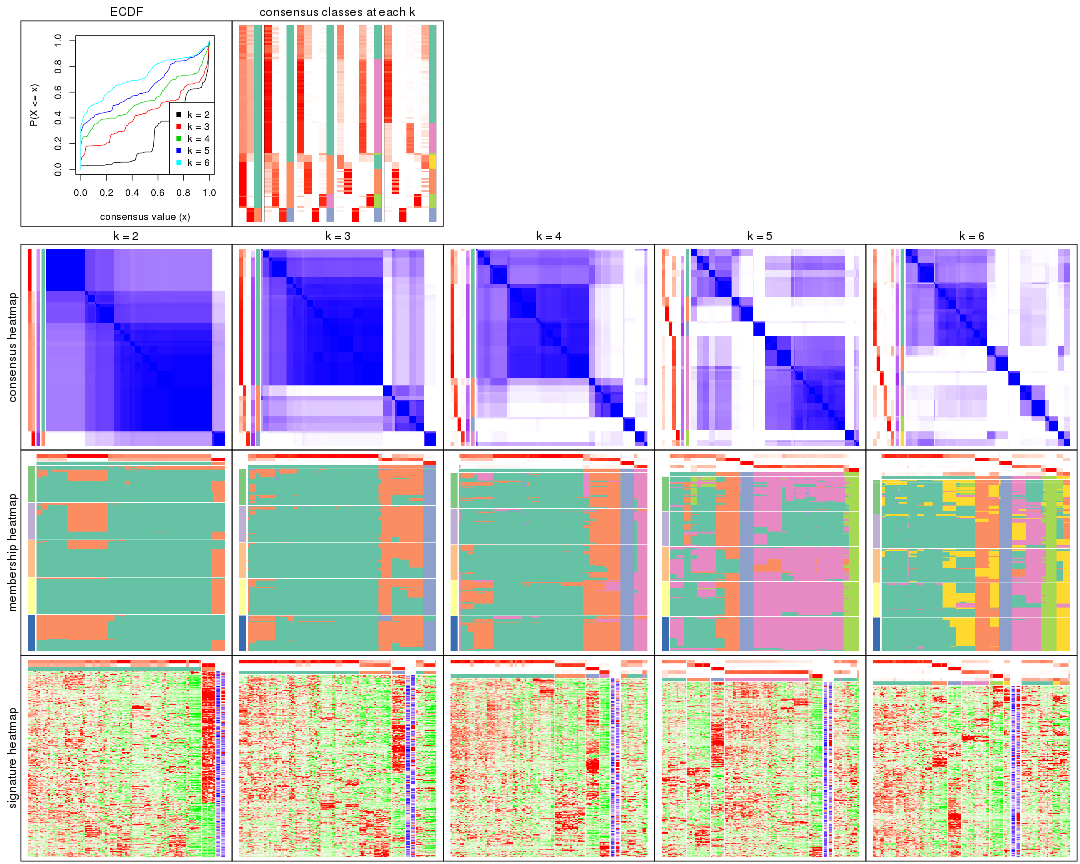 ECDF
consensus classes at each k
P(X <= x)
0.0 0.2 0.4 0.6 0.8 1.0
k = 2
k = 3
k = 4
k = 5
k = 6
0.0 0.2 0.4 0.6 0.8 1.0
consensus value (x)
k = 2
k = 3
k = 4
k = 5
k = 6
consensus heatmap
membership heatmap
signature heatmap